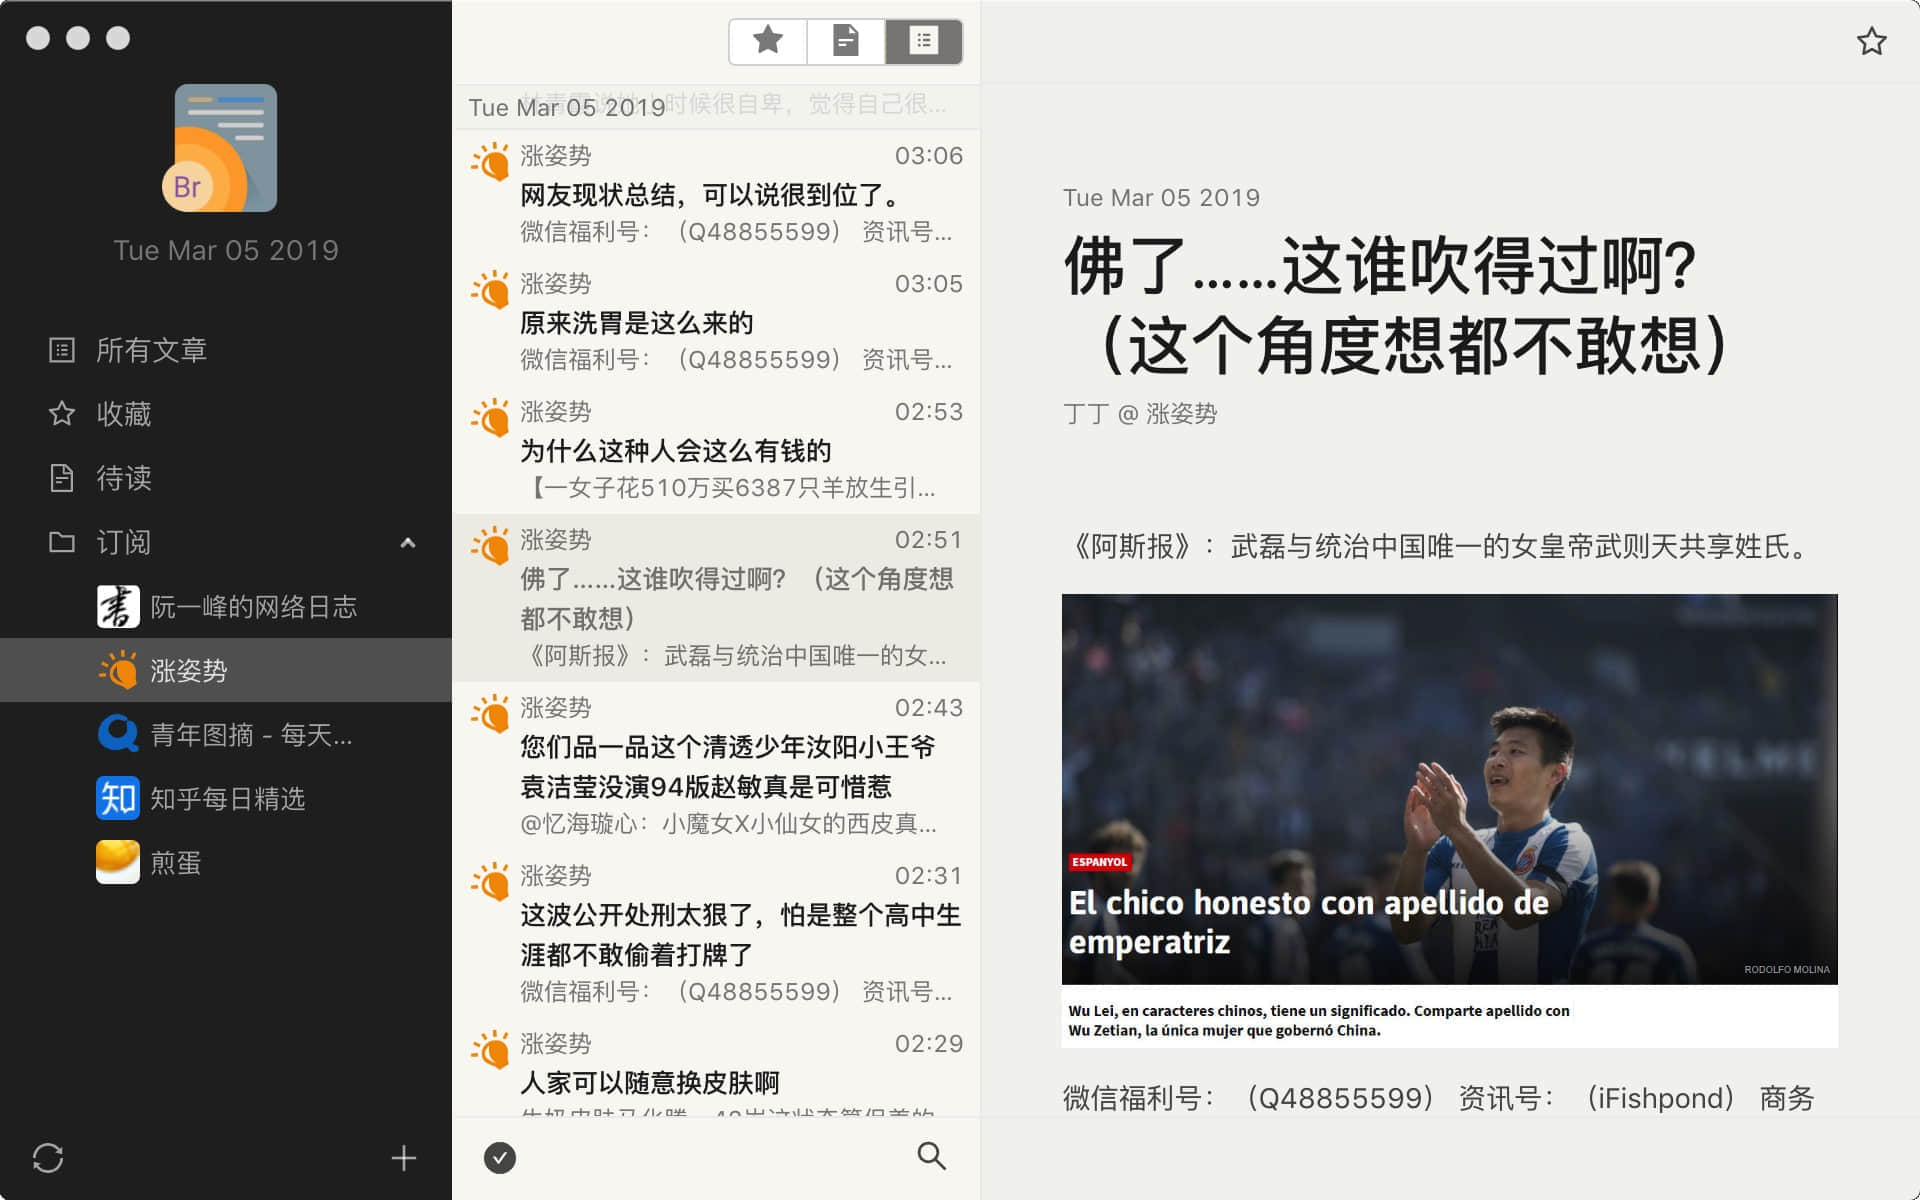 Br
Tue Mar 05 2019
所有文章
收藏
待读
订阅
阮一峰的网络日志
涨姿势
青年图摘 - 每天...
知乎每日精选
煎蛋
Tue Mar 05 2019
时候很自卑，觉得自己很...
涨姿势 03:06
网友现状总结，可以说很到位了。
微信福利号：（Q48855599） 资讯号...
涨姿势 03:05
原来洗胃是这么来的
微信福利号：（Q48855599） 资讯号...
涨姿势 02:53
为什么这种人会这么有钱的
【一女子花510万买6387只羊放生引...
涨姿势 02:51
佛了……这谁吹得过啊？（这个角度想
都不敢想）
《阿斯报》：武磊与统治中国唯一的女...
涨姿势 02:43
您们品一品这个清透少年汝阳小王爷
袁洁莹没演94版赵敏真是可惜惹
@忆海璇心：小魔女X小仙女的西皮真...
涨姿势 02:31
这波公开处刑太狠了，怕是整个高中生
涯都不敢偷着打牌了
微信福利号：（Q48855599） 资讯号...
涨姿势 02:29
人家可以随意换皮肤啊
Tue Mar 05 2019
佛了……这谁吹得过啊？
（这个角度想都不敢想）
丁丁 @ 涨姿势
《阿斯报》：武磊与统治中国唯一的女皇帝武则天共享姓氏。
ESPANYOL
El chico honesto con apellido de
emperatriz
RODOLFO MOLINA
Wu Lei, en caracteres chinos, tiene un significado. Comparte apellido con
Wu Zetian, la única mujer que gobernó China.
微信福利号：（Q48855599） 资讯号：（iFishpond） 商务